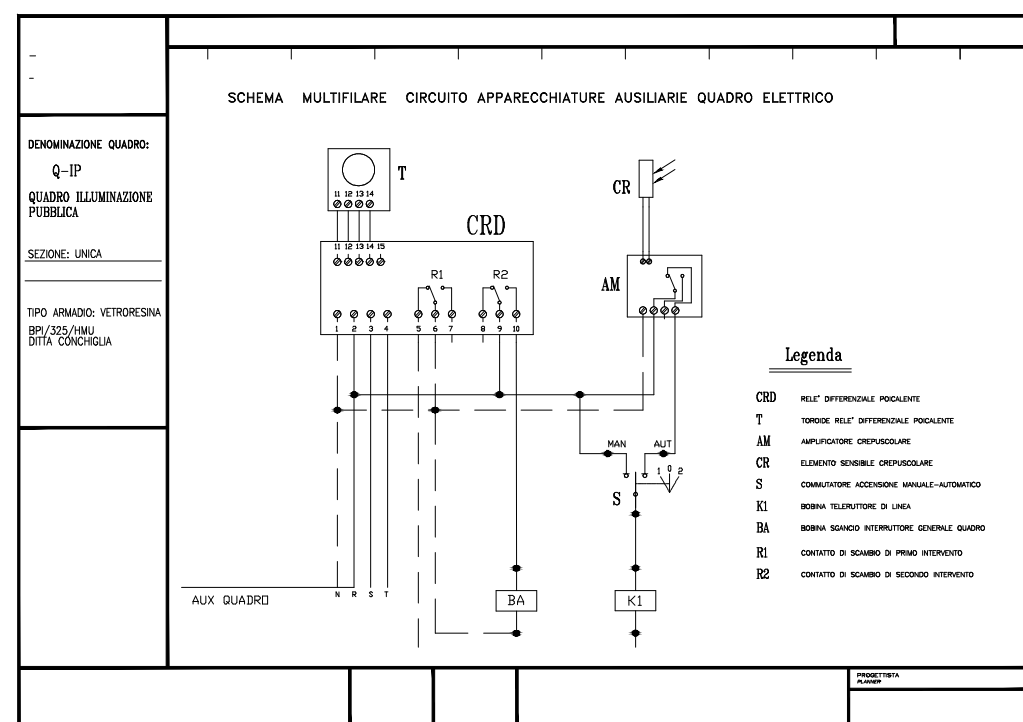 –
-
SCHEMA MULTIFILARE CIRCUITO APPARECCHIATURE AUSILIARIE QUADRO ELETTRICO
DENOMINAZIONE QUADRO:
Q-IP
QUADRO ILLUMINAZIONE
PUBBLICA
SEZIONE: UNICA
TIPO ARMADIO: VETRORESINA
BPI/325/HMU
DITTA CONCHIGLIA
T
11 12 13 14
CR
CRD
11 12 13 14 15
R1 R2
AM
1 2 3 4 5 6 7 8 9 10
MAN AUT
1 0 2
S
N R S T
AUX QUADRO
BA
K1
Legenda
CRD RELE' DIFFERENZIALE POICALENTE
T TOROIDE RELE' DIFFERENZIALE POICALENTE
AM AMPLIFICATORE CREPUSCOLARE
CR ELEMENTO SENSIBILE CREPUSCOLARE
S COMMUTATORE ACCENSIONE MANUALE-AUTOMATICO
K1 BOBINA TELERUTTORE DI LINEA
BA BOBINA SGANCIO INTERRUTTORE GENERALE QUADRO
R1 CONTATTO DI SCAMBIO DI PRIMO INTERVENTO
R2 CONTATTO DI SCAMBIO DI SECONDO INTERVENTO
PROGETTISTA
PLANNER